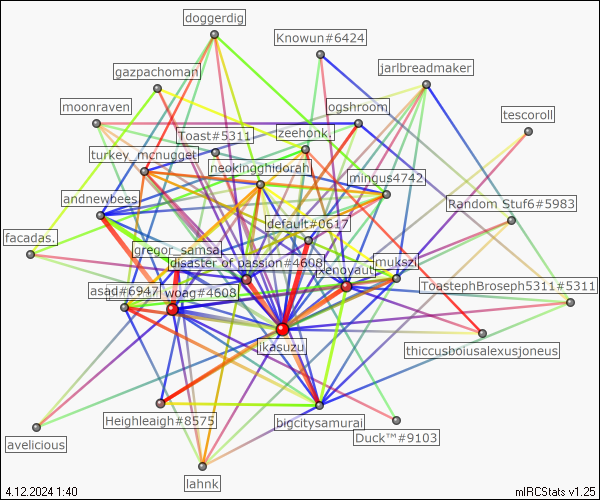 doggerdig
Knowun#6424
gazpachoman
jarlbreadmaker
moonraven
logshroom
tescoroll
Toast#5311
zeehonk.
turkey_mcnugget
neokingghidorah
mingus4742
andnewbees
Random Stuf6#5983
default#0617
facadas.
gregor_samsa
disaster of passion#4608
xenoyaut
mukszi
asad#6947
woag#4608
ToastephBroseph5311#5311
ikasuzu
thiccusboiusalexusjoneus
Heighleaigh#8575
bigcitysamurai
avelicious
Duck™#9103
lahnk
4.12.2024 1:40
mIRCStats v1.25